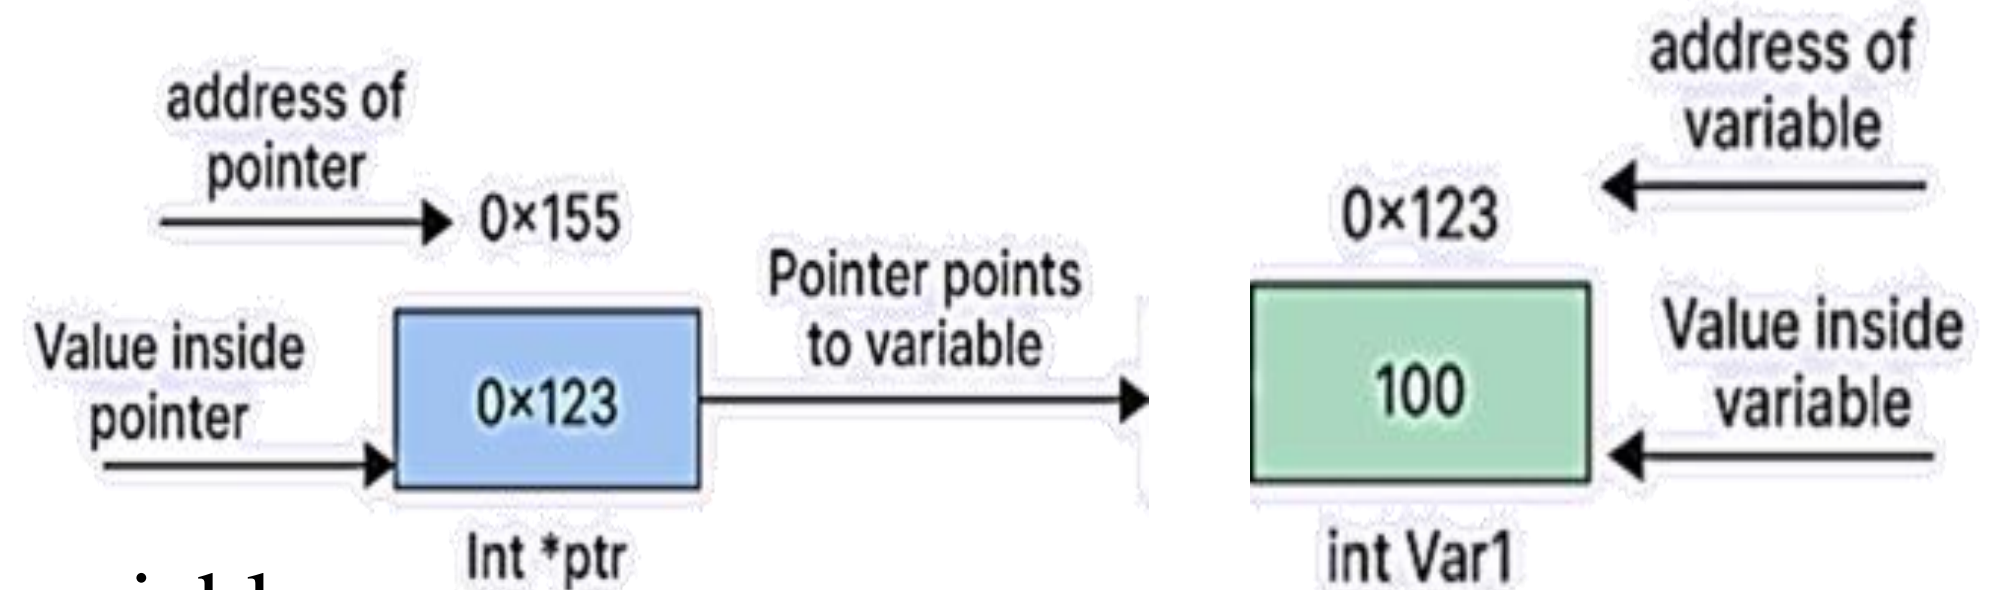 address of
pointer
0×155
Value inside
pointer
0×123
Int *ptr
Pointer points
to variable
address of
variable
0×123
100
Value inside
variable
int Var1